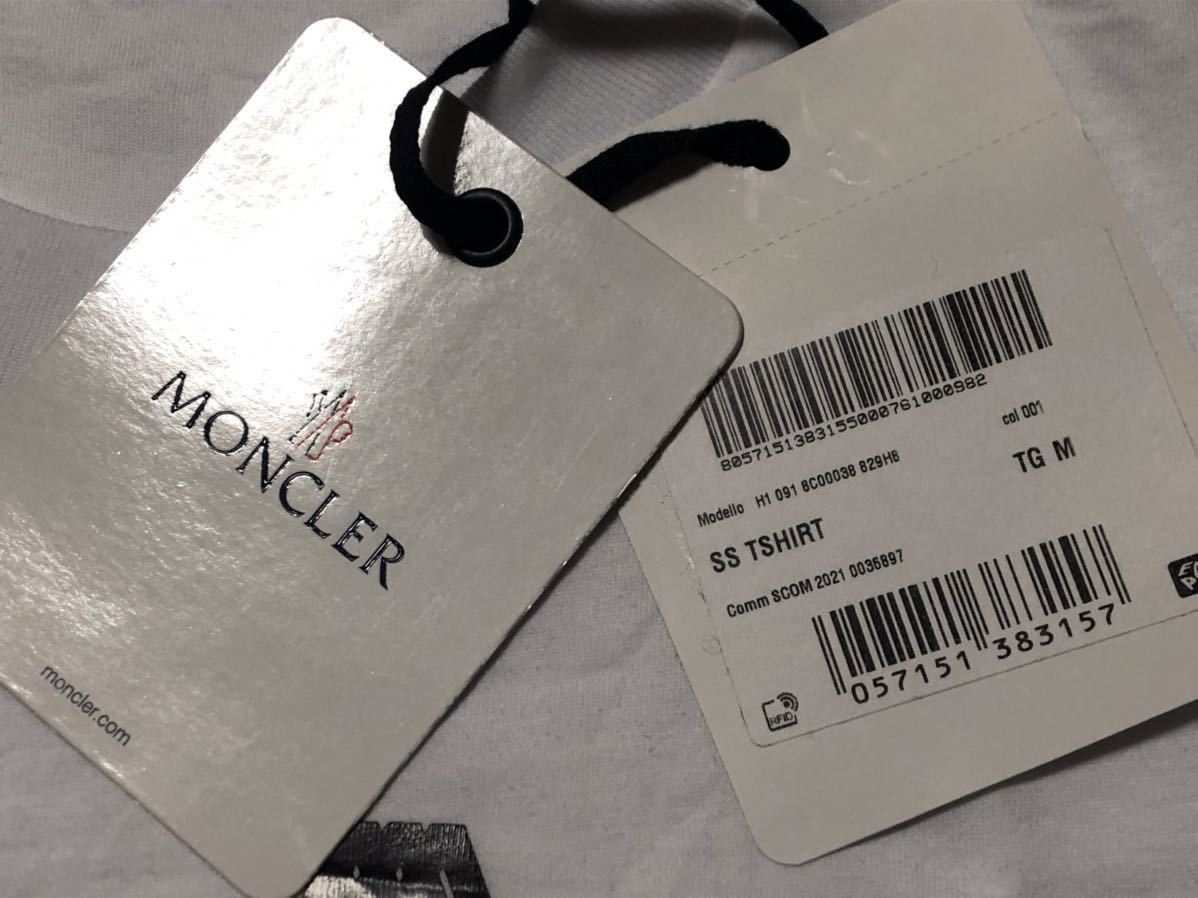 MONCLER
moncler.com
8057151383155000761000982
col 001
Modello H1 091 8C00038 829H8
TG M
SS TSHIRT
Comm SCOM 2021 0036897
057151 383157
RFID